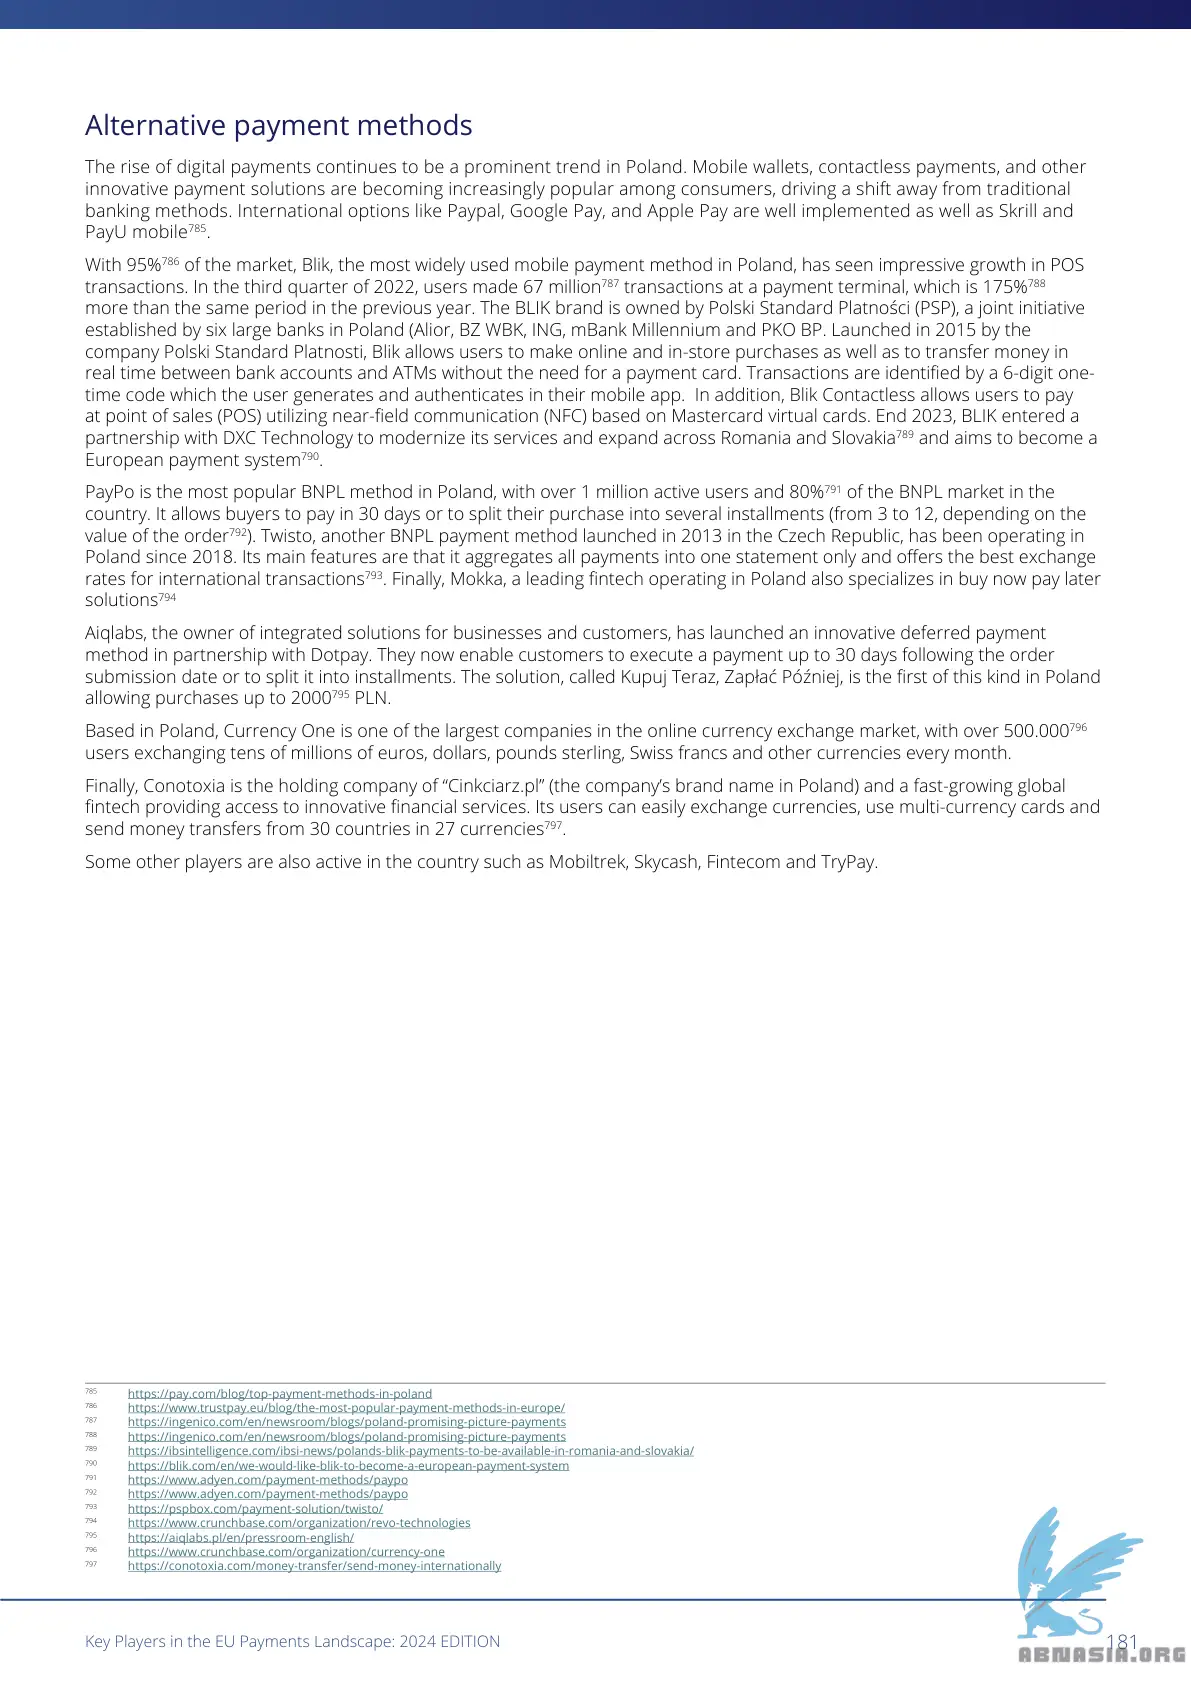 Alternative payment methods
The rise of digital payments continues to be a prominent trend in Poland. Mobile wallets, contactless payments, and other
innovative payment solutions are becoming increasingly popular among consumers, driving a shift away from traditional
banking methods. International options like Paypal, Google Pay, and Apple Pay are well implemented as well as Skrill and
PayU mobile785.
With 95%786 of the market, Blik, the most widely used mobile payment method in Poland, has seen impressive growth in POS
transactions. In the third quarter of 2022, users made 67 million787 transactions at a payment terminal, which is 175%788
more than the same period in the previous year. The BLIK brand is owned by Polski Standard Platności (PSP), a joint initiative
established by six large banks in Poland (Alior, BZ WBK, ING, mBank Millennium and PKO BP. Launched in 2015 by the
company Polski Standard Platnosti, Blik allows users to make online and in-store purchases as well as to transfer money in
real time between bank accounts and ATMs without the need for a payment card. Transactions are identified by a 6-digit one-
time code which the user generates and authenticates in their mobile app. In addition, Blik Contactless allows users to pay
at point of sales (POS) utilizing near-field communication (NFC) based on Mastercard virtual cards. End 2023, BLIK entered a
partnership with DXC Technology to modernize its services and expand across Romania and Slovakia789 and aims to become a
European payment system790.
PayPo is the most popular BNPL method in Poland, with over 1 million active users and 80%791 of the BNPL market in the
country. It allows buyers to pay in 30 days or to split their purchase into several installments (from 3 to 12, depending on the
value of the order792). Twisto, another BNPL payment method launched in 2013 in the Czech Republic, has been operating in
Poland since 2018. Its main features are that it aggregates all payments into one statement only and offers the best exchange
rates for international transactions793. Finally, Mokka, a leading fintech operating in Poland also specializes in buy now pay later
solutions794
Aiqlabs, the owner of integrated solutions for businesses and customers, has launched an innovative deferred payment
method in partnership with Dotpay. They now enable customers to execute a payment up to 30 days following the order
submission date or to split it into installments. The solution, called Kupuj Teraz, Zapłać Później, is the first of this kind in Poland
allowing purchases up to 2000795 PLN.
Based in Poland, Currency One is one of the largest companies in the online currency exchange market, with over 500.000796
users exchanging tens of millions of euros, dollars, pounds sterling, Swiss francs and other currencies every month.
Finally, Conotoxia is the holding company of “Cinkciarz.pl” (the company’s brand name in Poland) and a fast-growing global
fintech providing access to innovative financial services. Its users can easily exchange currencies, use multi-currency cards and
send money transfers from 30 countries in 27 currencies797.
Some other players are also active in the country such as Mobiltrek, Skycash, Fintecom and TryPay.
785 https://pay.com/blog/top-payment-methods-in-poland
786 https://www.trustpay.eu/blog/the-most-popular-payment-methods-in-europe/
787 https://ingenico.com/en/newsroom/blogs/poland-promising-picture-payments
788 https://ingenico.com/en/newsroom/blogs/poland-promising-picture-payments
789 https://ibsintelligence.com/ibsi-news/polands-blik-payments-to-be-available-in-romania-and-slovakia/
790 https://blik.com/en/we-would-like-blik-to-become-a-european-payment-system
791 https://www.adyen.com/payment-methods/paypo
792 https://www.adyen.com/payment-methods/paypo
793 https://pspbox.com/payment-solution/twisto/
794 https://www.crunchbase.com/organization/revo-technologies
795 https://aiqlabs.pl/en/pressroom-english/
796 https://www.crunchbase.com/organization/currency-one
797 https://conotoxia.com/money-transfer/send-money-internationally
Key Players in the EU Payments Landscape: 2024 EDITION
181
ABNASIA.ORG